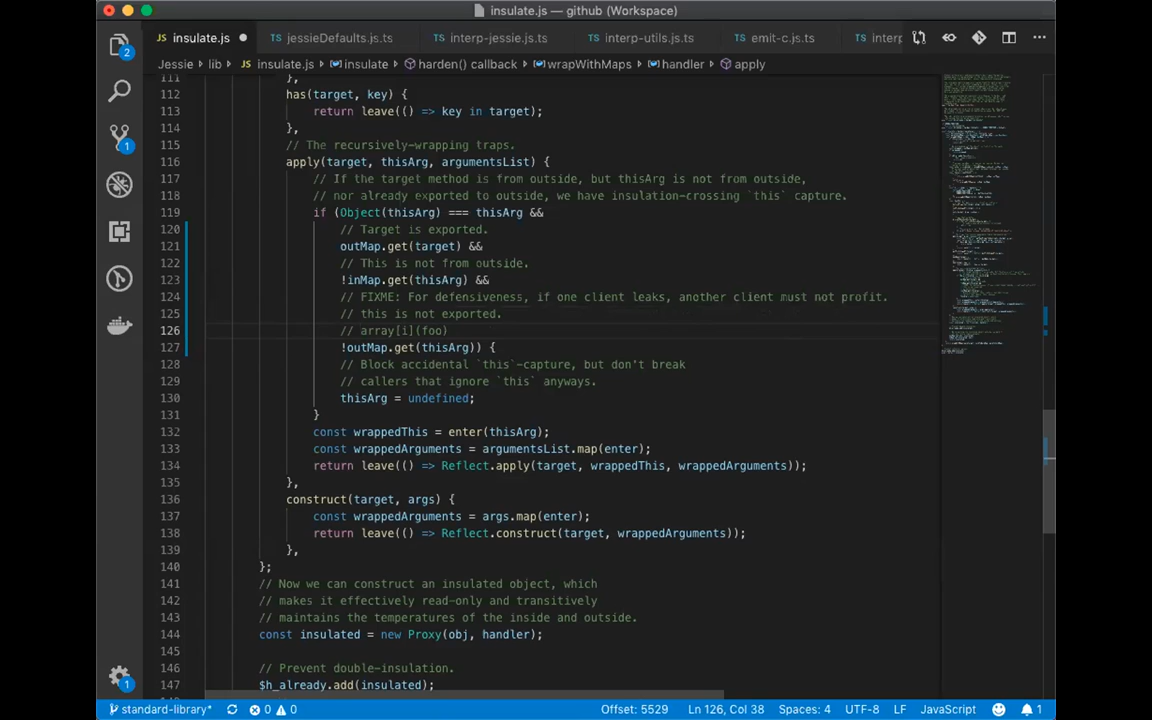 insulate.js — github (Workspace)
JS insulate.js ● TS jessieDefaults.ts TS interp-jessie.ts TS interp-utils.ts TS emit-c.js.ts TS interp
Jessie › lib › JS insulate.js › insulate › harden() callback › wrapWithMaps › handler › apply
111 },
112 has(target, key) {
113 return leave(() => key in target);
114 },
115 // The recursively-wrapping traps.
116 apply(target, thisArg, argumentsList) {
117 // If the target method is from outside, but thisArg is not from outside,
118 // nor already exported to outside, we have insulation-crossing `this` capture.
119 if (Object(thisArg) === thisArg &&
120 // Target is exported.
121 outMap.get(target) &&
122 // This is not from outside.
123 !inMap.get(thisArg) &&
124 // FIXME: For defensiveness, if one client leaks, another client must not profit.
125 // this is not exported.
126 // array[i](foo)
127 !outMap.get(thisArg)) {
128 // Block accidental `this`-capture, but don't break
129 // callers that ignore `this` anyways.
130 thisArg = undefined;
131 }
132 const wrappedThis = enter(thisArg);
133 const wrappedArguments = argumentsList.map(enter);
134 return leave(() => Reflect.apply(target, wrappedThis, wrappedArguments));
135 },
136 construct(target, args) {
137 const wrappedArguments = args.map(enter);
138 return leave(() => Reflect.construct(target, wrappedArguments));
139 },
140 };
141 // Now we can construct an insulated object, which
142 // makes it effectively read-only and transitively
143 // maintains the temperatures of the inside and outside.
144 const insulated = new Proxy(obj, handler);
145
146 // Prevent double-insulation.
147 $h_already.add(insulated);
2
1
1
standard-library* 0 0 Offset: 5529 Ln 126, Col 38 Spaces: 4 UTF-8 LF JavaScript 1